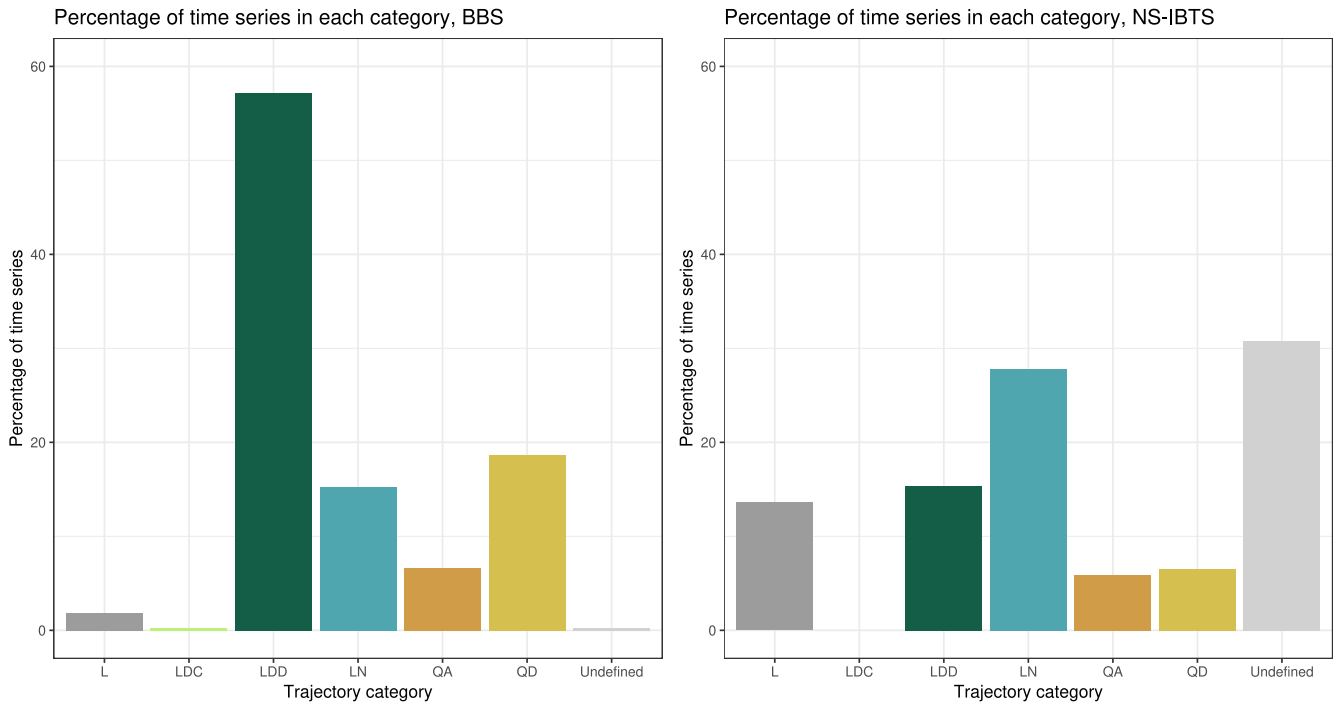 Percentage of time series in each category, BBS
Percentage of time series
60
40
20
0
L LDC LDD LN QA QD Undefined
Trajectory category
Percentage of time series in each category, NS-IBTS
Percentage of time series
60
40
20
0
L LDC LDD LN QA QD Undefined
Trajectory category